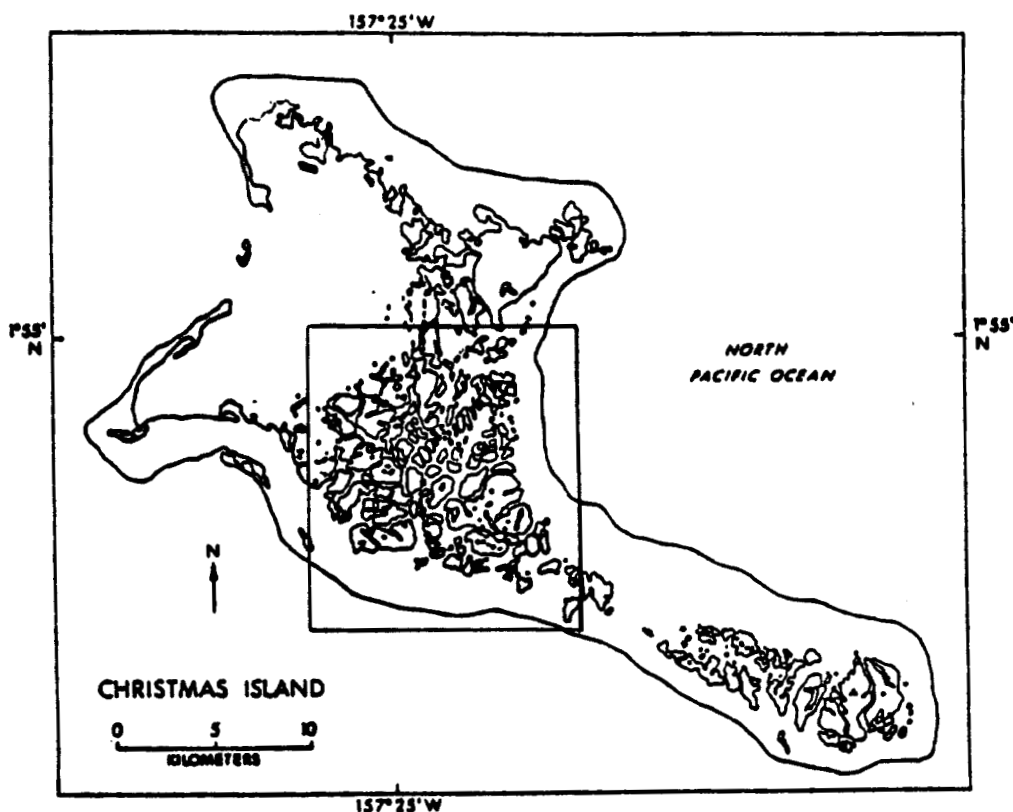 157°25'W
1°55'
N
1°55'
N
NORTH
PACIFIC OCEAN
N
CHRISTMAS ISLAND
0 5 10
KILOMETERS
157°25'W